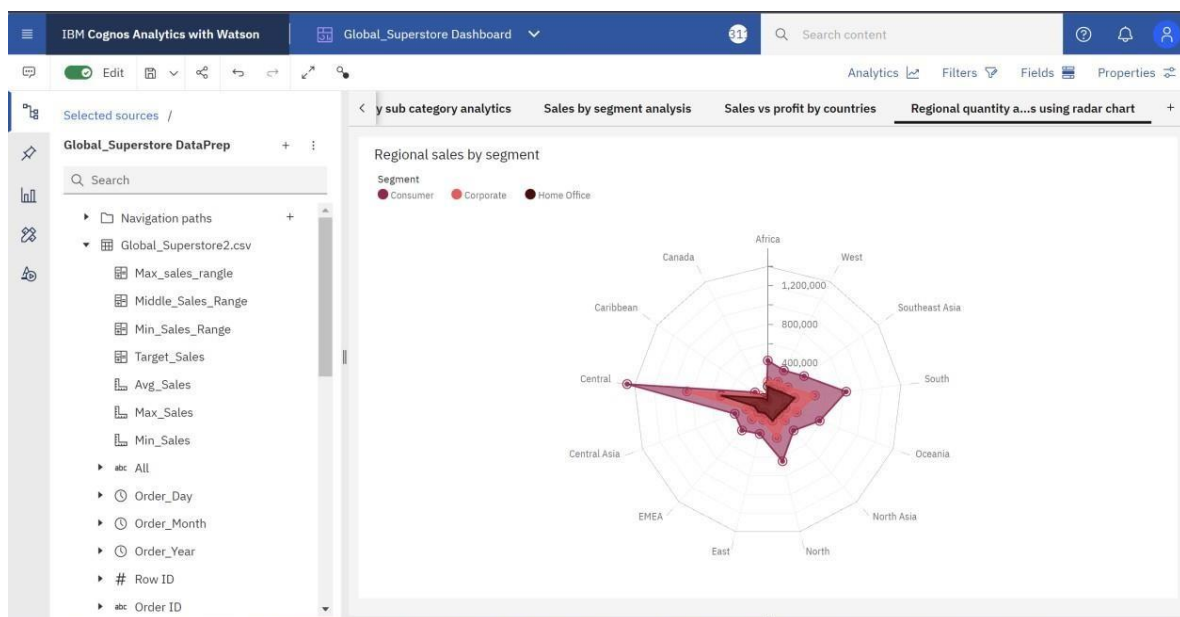 IBM Cognos Analytics with Watson
Global_Superstore Dashboard
Search content
Edit
Analytics
Filters
Fields
Properties
Selected sources /
y sub category analytics
Sales by segment analysis
Sales vs profit by countries
Regional quantity a...s using radar chart
+
Global_Superstore DataPrep
+
Search
Navigation paths
+
Global_Superstore2.csv
Max_sales_rangle
Middle_Sales_Range
Min_Sales_Range
Target_Sales
Avg_Sales
Max_Sales
Min_Sales
abc All
Order_Day
Order_Month
Order_Year
# Row ID
abc Order ID
Regional sales by segment
Segment
Consumer Corporate Home Office
Africa
Canada
West
1,200,000
Caribbean
Southeast Asia
800,000
400,000
Central
South
Central Asia
Oceania
EMEA
North Asia
East
North